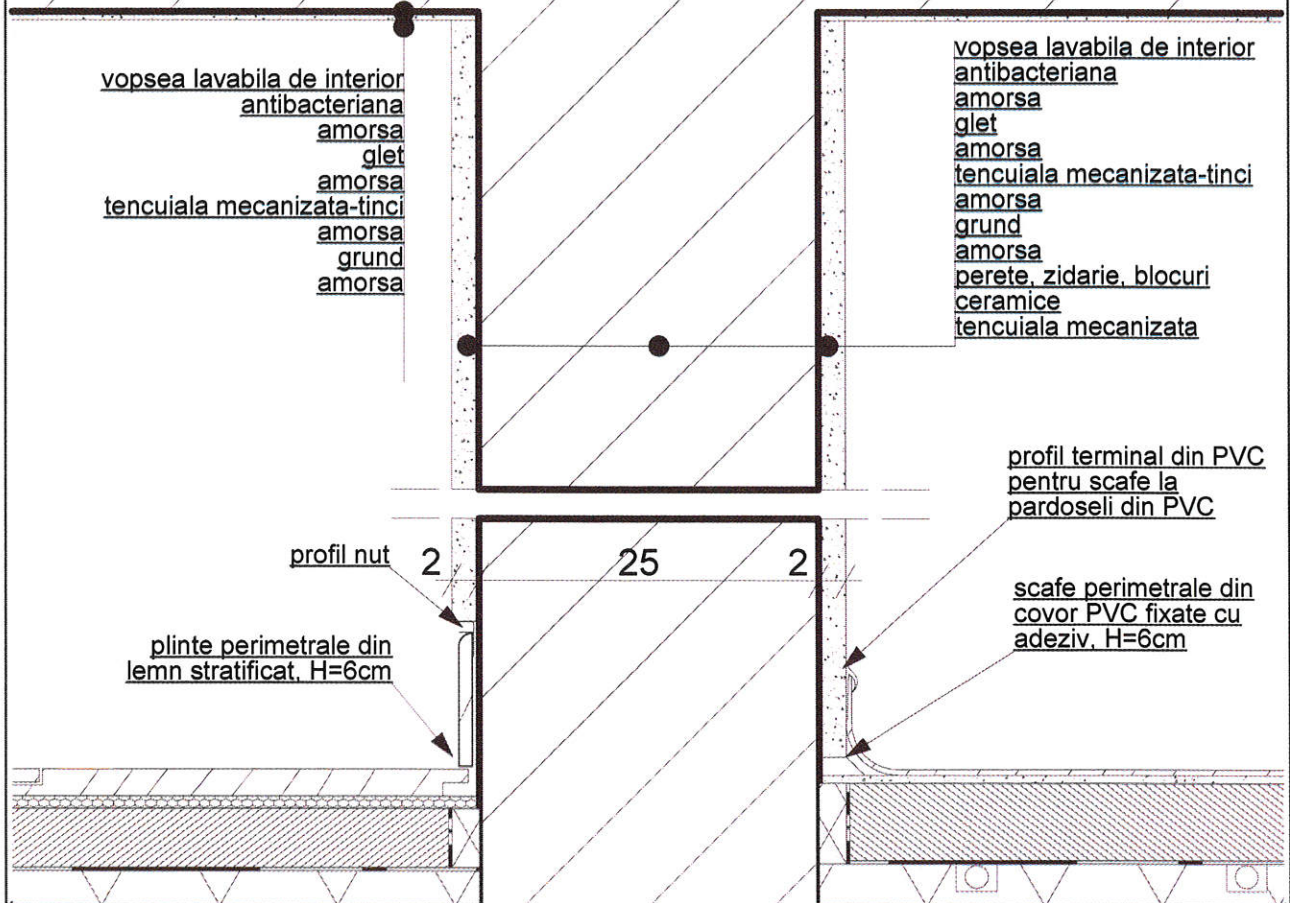 vopsea lavabila de interior
antibacteriana
amorsa
glet
amorsa
tencuiala mecanizata-tinci
amorsa
grund
amorsa
vopsea lavabila de interior
antibacteriana
amorsa
glet
amorsa
tencuiala mecanizata-tinci
amorsa
grund
amorsa
perete, zidarie, blocuri
ceramice
tencuiala mecanizata
profil terminal din PVC
pentru scafe la
pardoseli din PVC
profil nut
2
25
2
plinte perimetrale din
lemn stratificat, H=6cm
scafe perimetrale din
covor PVC fixate cu
adeziv, H=6cm